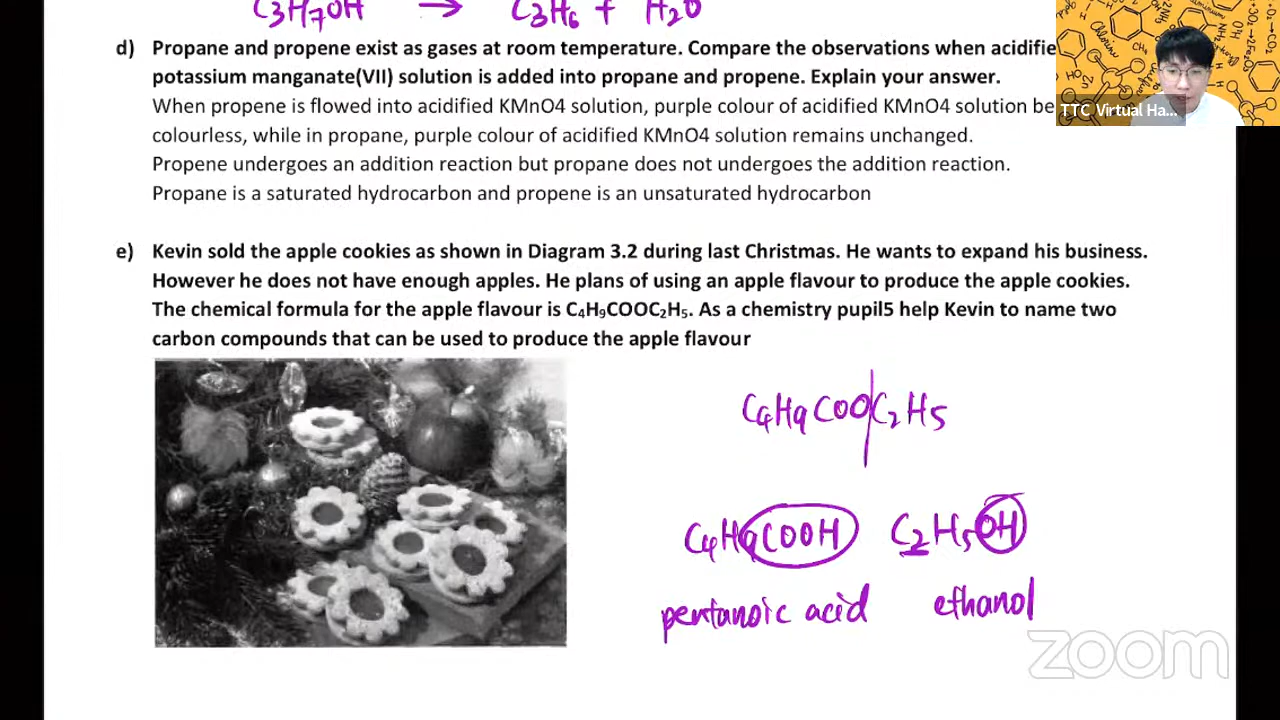 C₃H₇OH → C₃H₆ + H₂O
d) Propane and propene exist as gases at room temperature. Compare the observations when acidifie
potassium manganate(VII) solution is added into propane and propene. Explain your answer.
When propene is flowed into acidified KMnO4 solution, purple colour of acidified KMnO4 solution be
colourless, while in propane, purple colour of acidified KMnO4 solution remains unchanged.
Propene undergoes an addition reaction but propane does not undergoes the addition reaction.
Propane is a saturated hydrocarbon and propene is an unsaturated hydrocarbon
TTC Virtual Ha...
e) Kevin sold the apple cookies as shown in Diagram 3.2 during last Christmas. He wants to expand his business.
However he does not have enough apples. He plans of using an apple flavour to produce the apple cookies.
The chemical formula for the apple flavour is C₄H₉COOC₂H₅. As a chemistry pupil5 help Kevin to name two
carbon compounds that can be used to produce the apple flavour
C₄H₉COO|C₂H₅
C₄H₉COOH C₂H₅OH
pentanoic acid ethanol
zoom